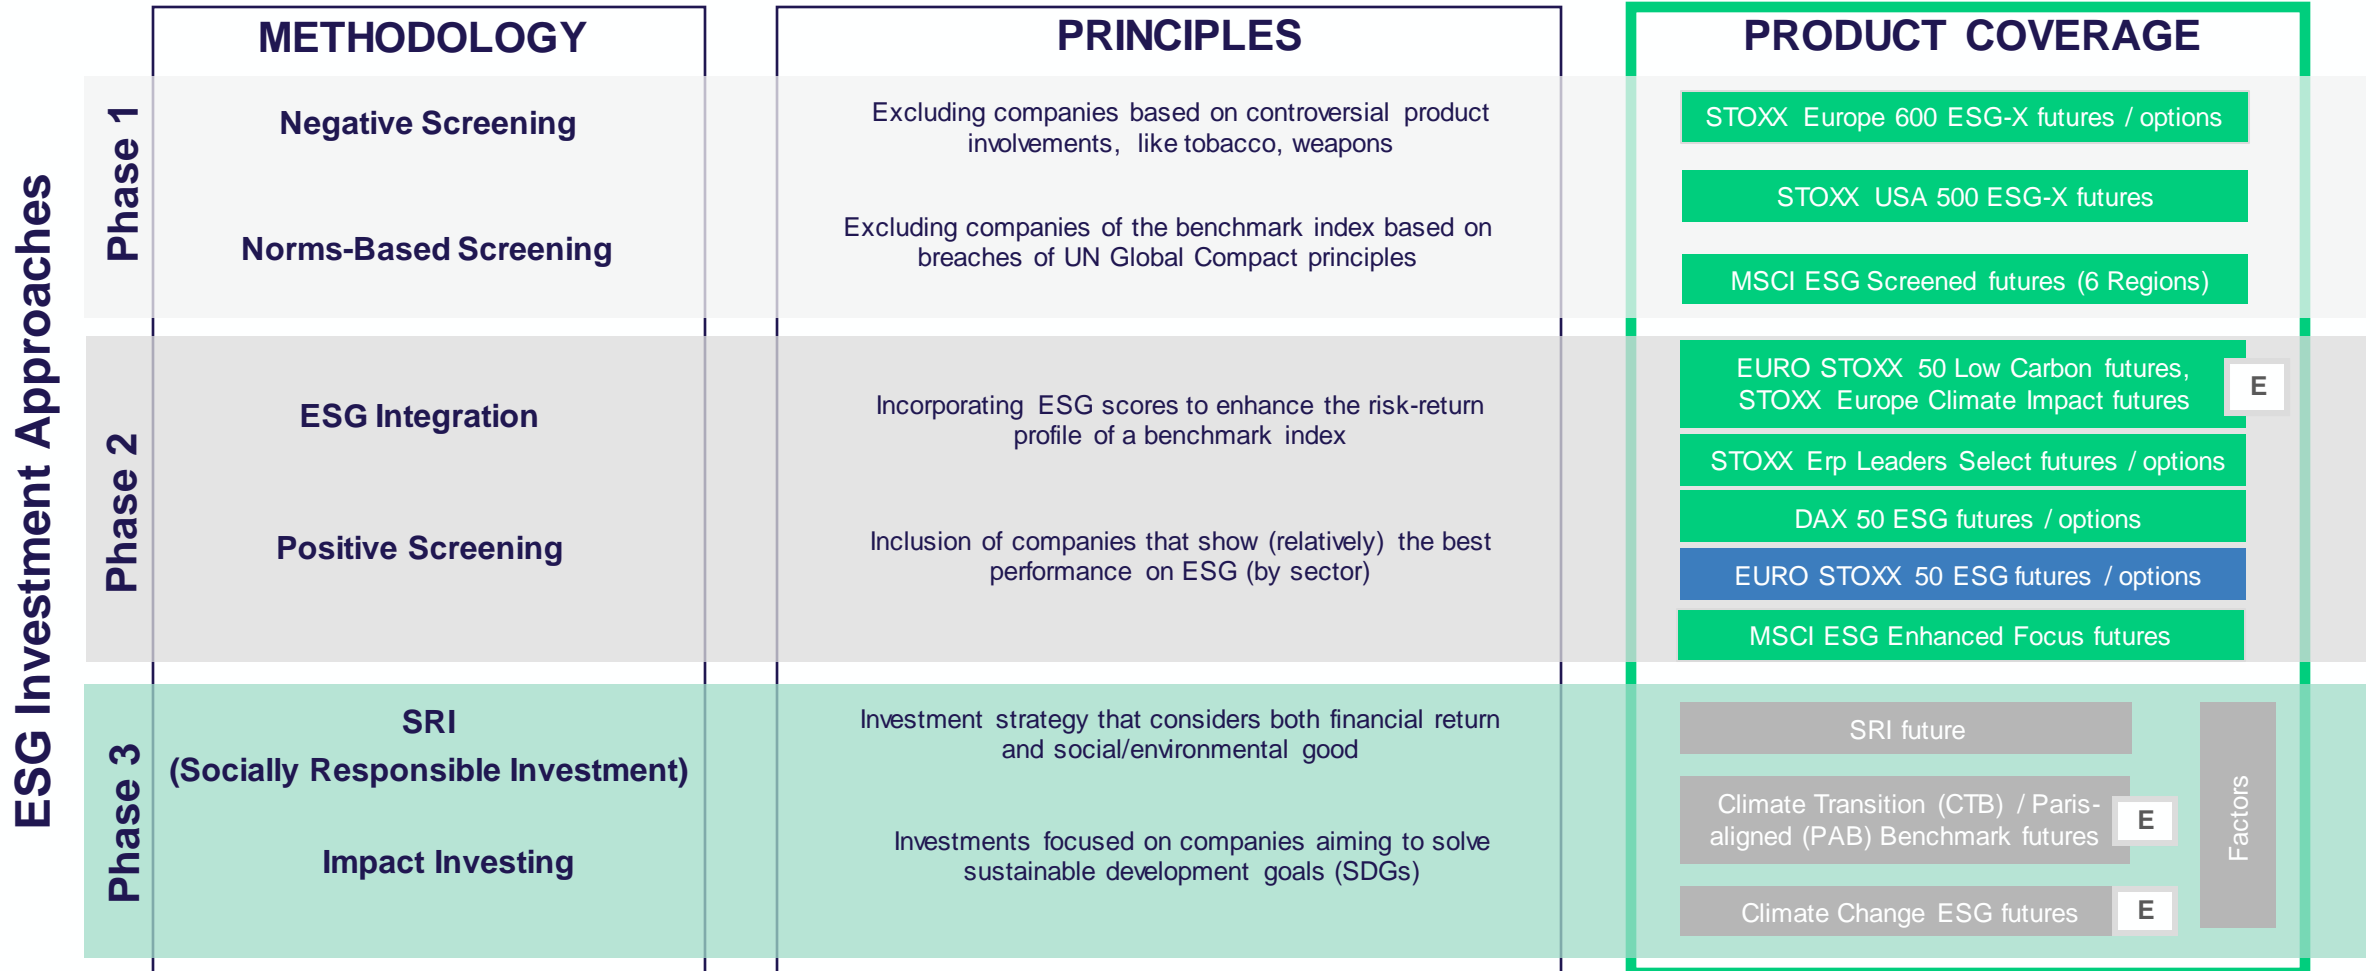 ESG Investment Approaches
METHODOLOGY
PRINCIPLES
PRODUCT COVERAGE
Phase 1
Negative Screening
Excluding companies based on controversial product
involvements, like tobacco, weapons
STOXX Europe 600 ESG-X futures / options
STOXX USA 500 ESG-X futures
Norms-Based Screening
Excluding companies of the benchmark index based on
breaches of UN Global Compact principles
MSCI ESG Screened futures (6 Regions)
Phase 2
ESG Integration
Incorporating ESG scores to enhance the risk-return
profile of a benchmark index
EURO STOXX 50 Low Carbon futures,
STOXX Europe Climate Impact futures
E
STOXX Erp Leaders Select futures / options
DAX 50 ESG futures / options
Positive Screening
Inclusion of companies that show (relatively) the best
performance on ESG (by sector)
EURO STOXX 50 ESG futures / options
MSCI ESG Enhanced Focus futures
Phase 3
SRI
(Socially Responsible Investment)
Investment strategy that considers both financial return
and social/environmental good
SRI future
Impact Investing
Investments focused on companies aiming to solve
sustainable development goals (SDGs)
Climate Transition (CTB) / Paris-
aligned (PAB) Benchmark futures
E
Climate Change ESG futures
E
Factors